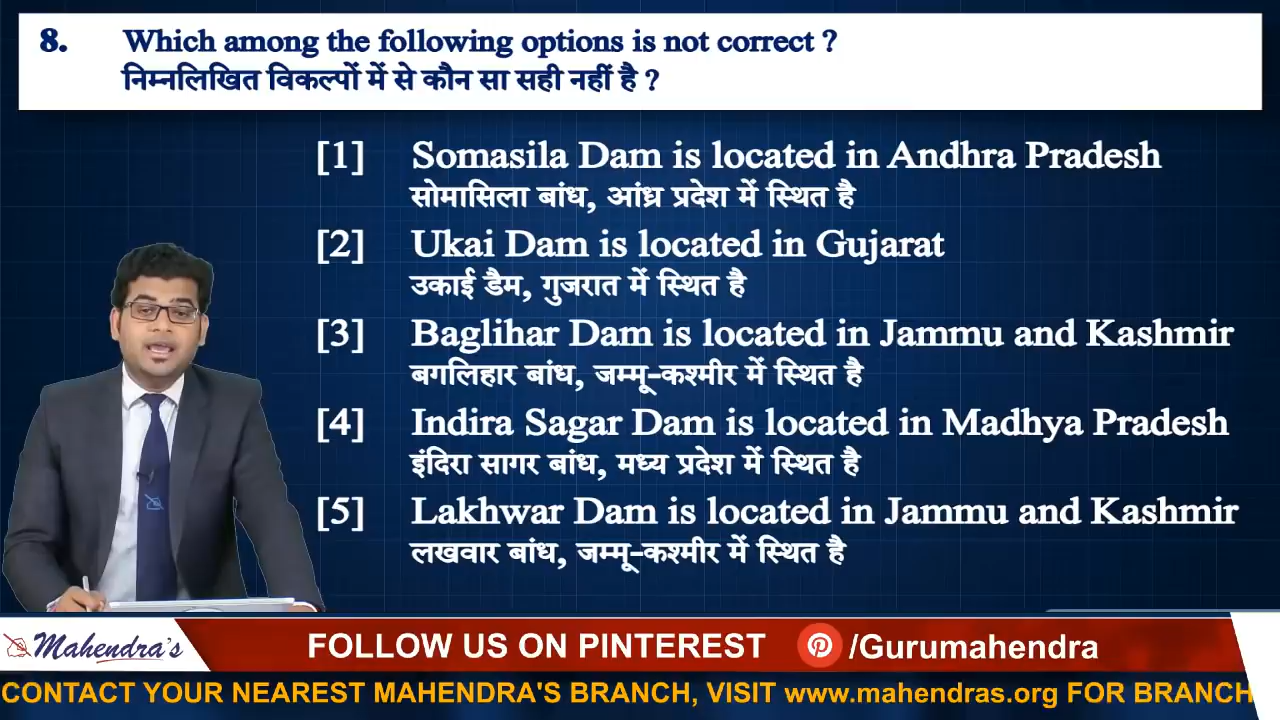 8. Which among the following options is not correct ?
निम्नलिखित विकल्पों में से कौन सा सही नहीं है ?
[1] Somasila Dam is located in Andhra Pradesh
सोमासिला बांध, आंध्र प्रदेश में स्थित है
[2] Ukai Dam is located in Gujarat
उकाई डैम, गुजरात में स्थित है
[3] Baglihar Dam is located in Jammu and Kashmir
बगलिहार बांध, जम्मू-कश्मीर में स्थित है
[4] Indira Sagar Dam is located in Madhya Pradesh
इंदिरा सागर बांध, मध्य प्रदेश में स्थित है
[5] Lakhwar Dam is located in Jammu and Kashmir
लखवार बांध, जम्मू-कश्मीर में स्थित है
Mahendra's FOLLOW US ON PINTEREST /Gurumahendra
CONTACT YOUR NEAREST MAHENDRA'S BRANCH, VISIT www.mahendras.org FOR BRANCH